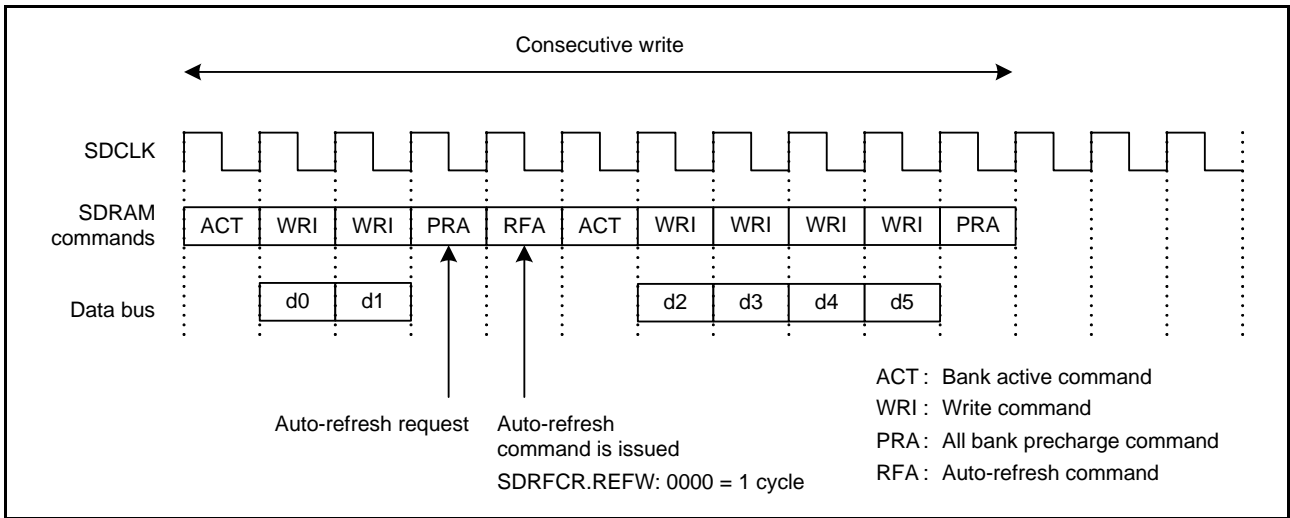 Consecutive write
SDCLK
SDRAM
commands
ACT WRI WRI PRA RFA ACT WRI WRI WRI WRI PRA
Data bus
d0 d1 d2 d3 d4 d5
Auto-refresh request
Auto-refresh
command is issued
SDRFCR.REFW: 0000 = 1 cycle
ACT : Bank active command
WRI : Write command
PRA : All bank precharge command
RFA : Auto-refresh command